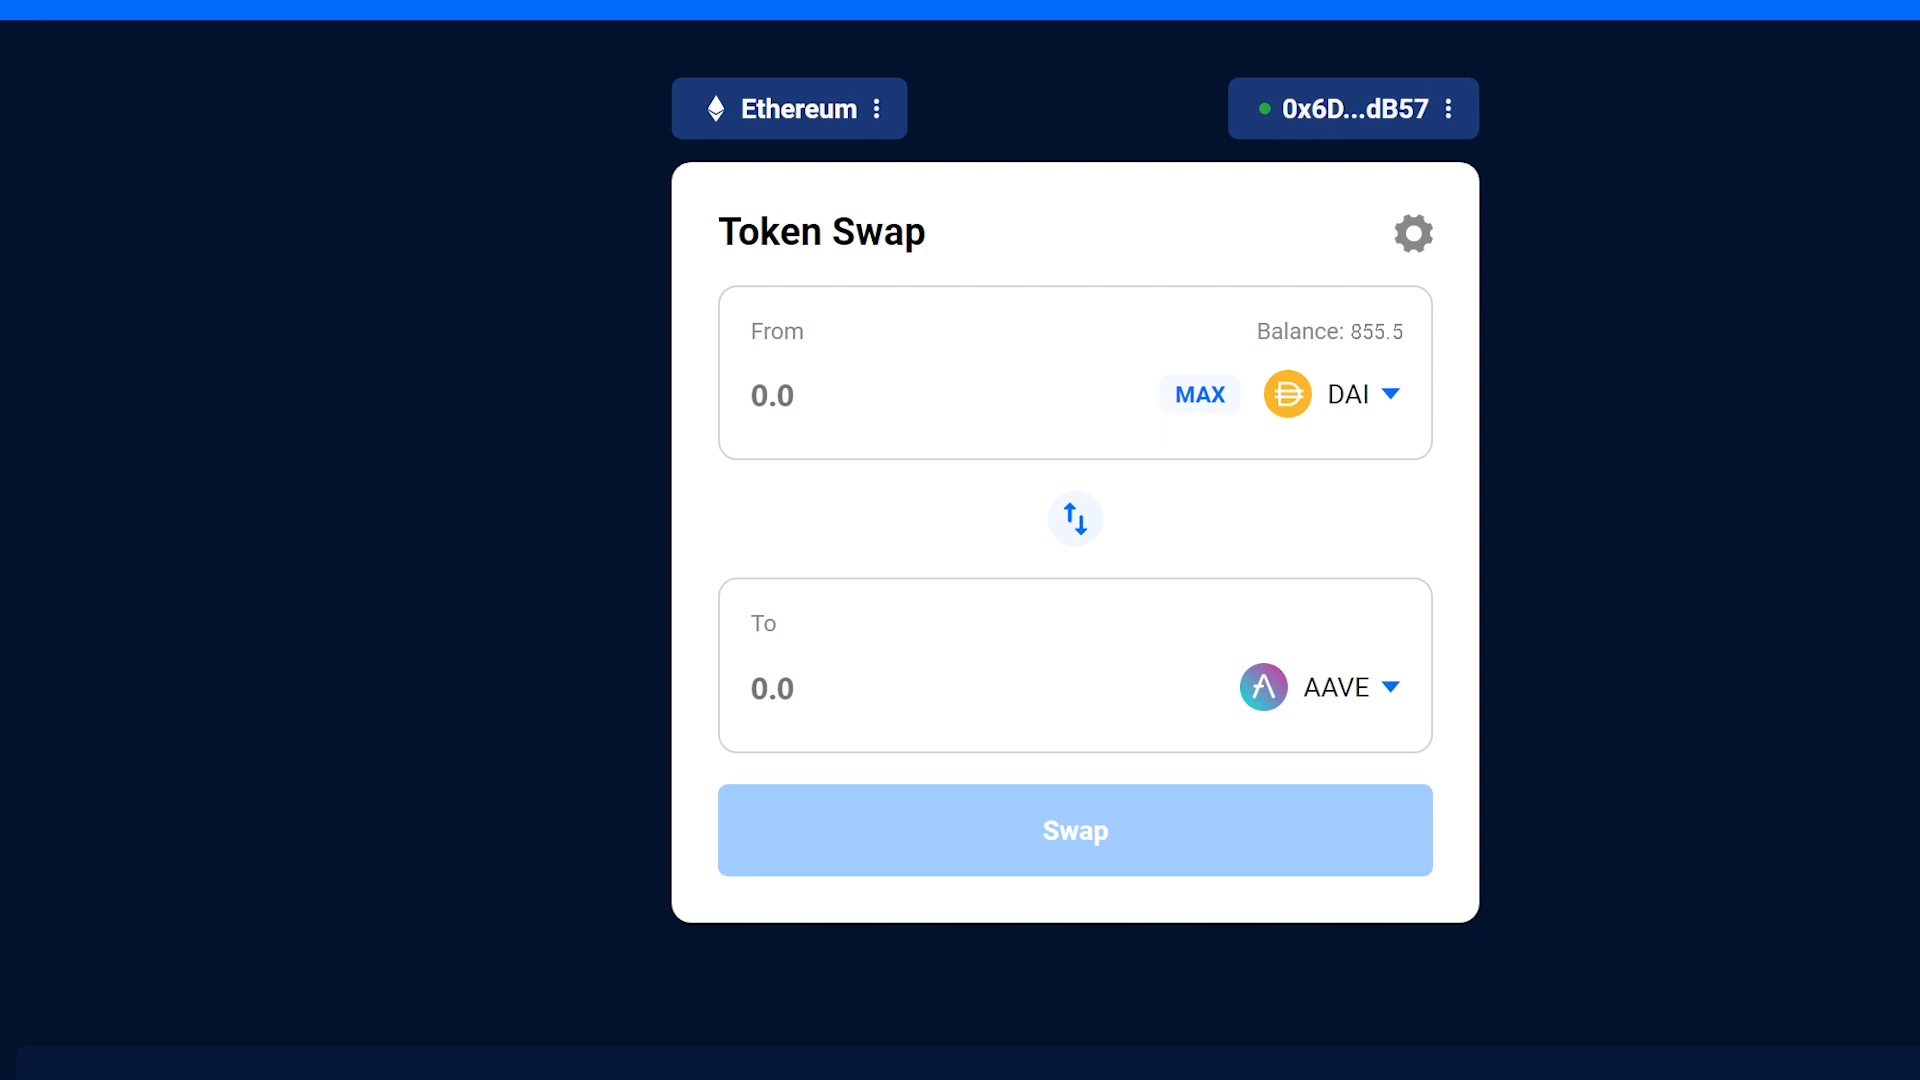 Ethereum
0x6D...dB57
Token Swap
From
Balance: 855.5
0.0
MAX
DAI
To
0.0
AAVE
Swap